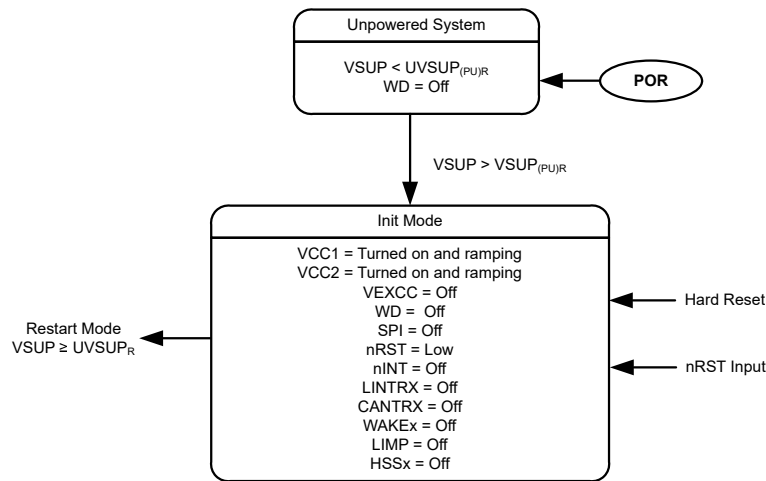 Unpowered System
VSUP < UVSUP(PU)R
WD = Off
POR
VSUP > VSUP(PU)R
Init Mode
VCC1 = Turned on and ramping
VCC2 = Turned on and ramping
VEXCC = Off
WD =  Off
SPI = Off
nRST = Low
nINT = Off
LINTRX = Off
CANTRX = Off
WAKEx = Off
LIMP = Off
HSSx = Off
Hard Reset
nRST Input
Restart Mode
VSUP ≥ UVSUPR